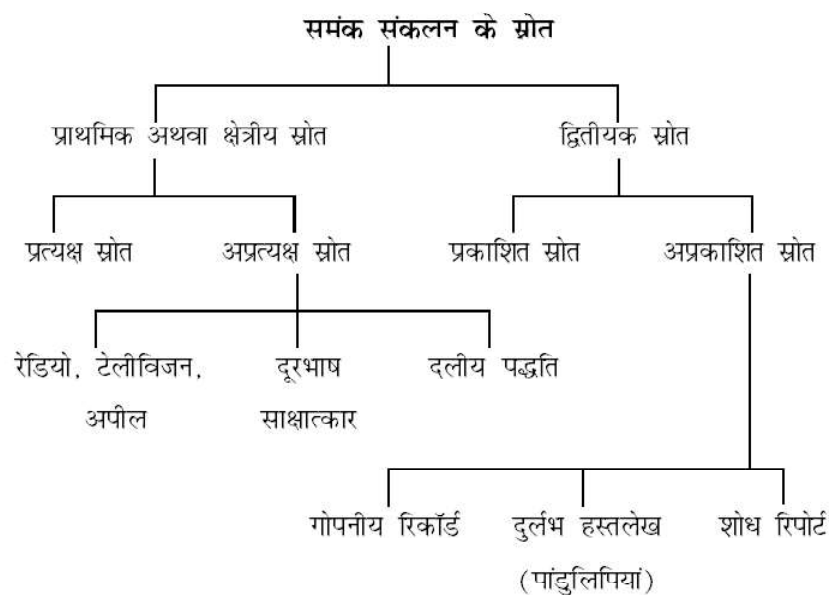 समंक संकलन के स्रोत
प्राथमिक अथवा क्षेत्रीय स्रोत
द्वितीयक स्रोत
प्रत्यक्ष स्रोत
अप्रत्यक्ष स्रोत
प्रकाशित स्रोत
अप्रकाशित स्रोत
रेडियो, टेलीविजन,
अपील
दूरभाष
साक्षात्कार
दलीय पद्धति
गोपनीय रिकॉर्ड
दुर्लभ हस्तलेख
(पांडुलिपियां)
शोध रिपोर्ट